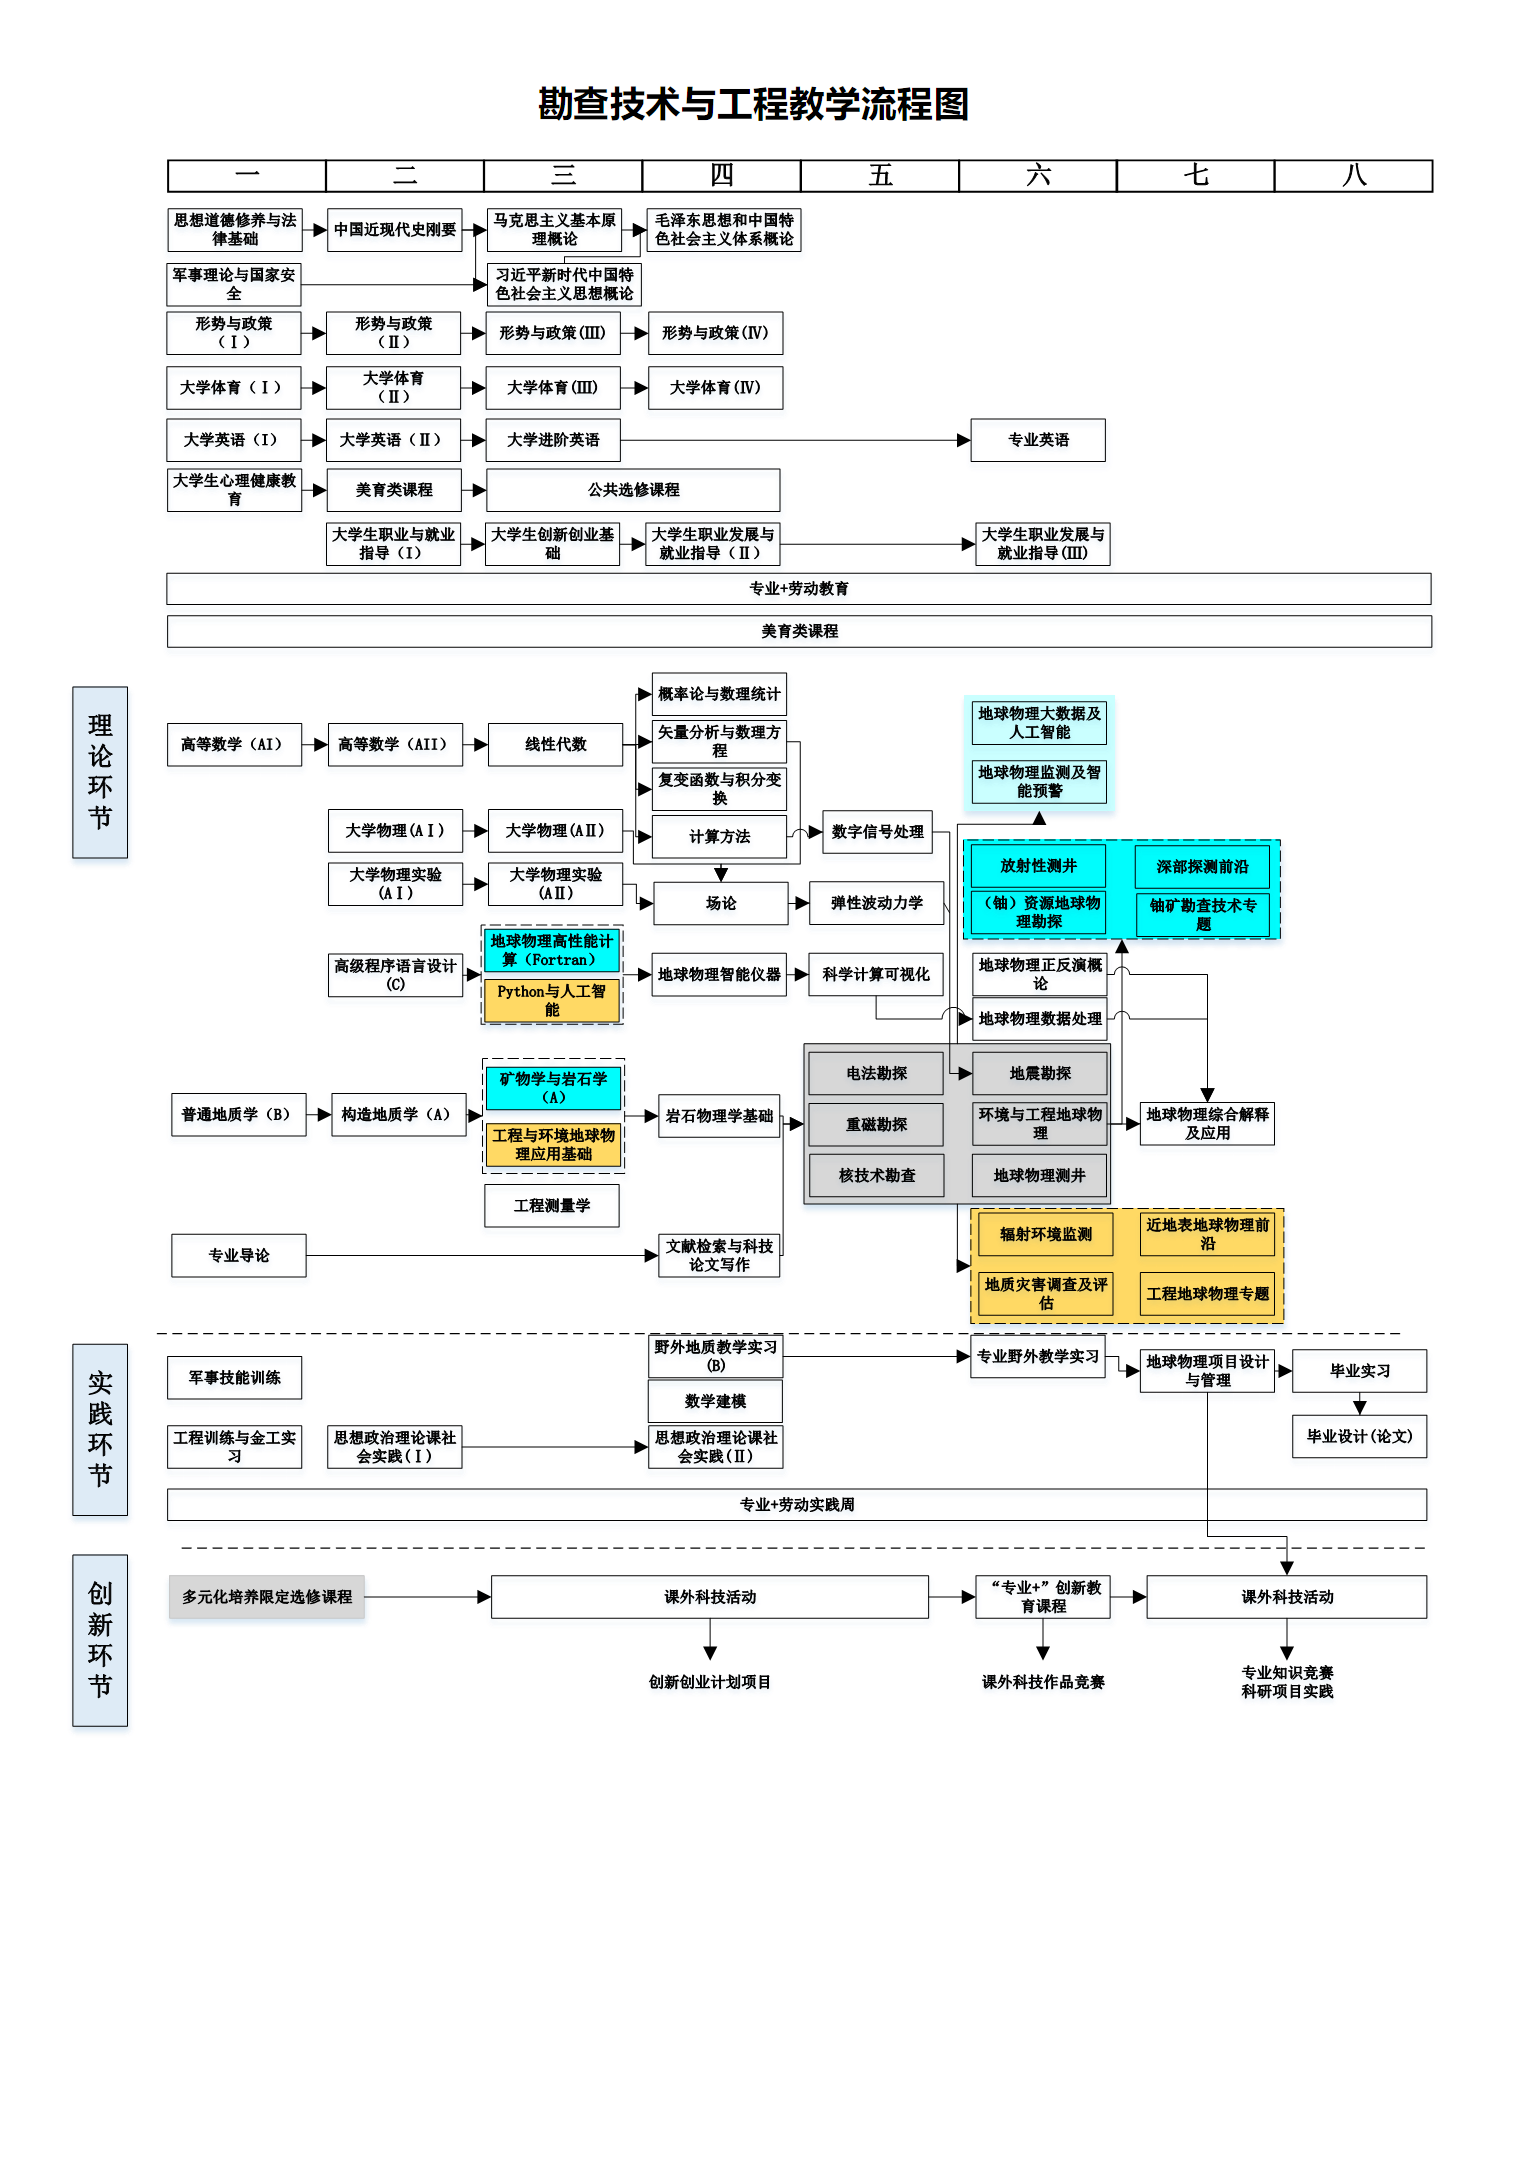 勘查技术与工程教学流程图
一 二 三 四 五 六 七 八
思想道德修养与法
律基础
中国近现代史刚要
马克思主义基本原
理概论
毛泽东思想和中国特
色社会主义体系概论
军事理论与国家安
全
习近平新时代中国特
色社会主义思想概论
形势与政策
（Ⅰ）
形势与政策
（Ⅱ）
形势与政策(Ⅲ)
形势与政策(Ⅳ)
大学体育（Ⅰ）
大学体育
（Ⅱ）
大学体育(Ⅲ)
大学体育(Ⅳ)
大学英语（I）
大学英语（Ⅱ）
大学进阶英语
专业英语
大学生心理健康教
育
美育类课程
公共选修课程
大学生职业与就业
指导（I）
大学生创新创业基
础
大学生职业发展与
就业指导（Ⅱ）
大学生职业发展与
就业指导(Ⅲ)
专业+劳动教育
美育类课程
理
论
环
节
高等数学（AI）
高等数学（AII）
线性代数
概率论与数理统计
矢量分析与数理方
程
复变函数与积分变
换
计算方法
地球物理大数据及
人工智能
地球物理监测及智
能预警
大学物理(AⅠ)
大学物理(AⅡ)
数字信号处理
大学物理实验
(AⅠ)
大学物理实验
(AⅡ)
场论
弹性波动力学
放射性测井
深部探测前沿
（铀）资源地球物
理勘探
铀矿勘查技术专
题
高级程序语言设计
(C)
地球物理高性能计
算（Fortran）
Python与人工智
能
地球物理智能仪器
科学计算可视化
地球物理正反演概
论
地球物理数据处理
普通地质学（B）
构造地质学（A）
矿物学与岩石学
（A）
工程与环境地球物
理应用基础
岩石物理学基础
电法勘探
地震勘探
重磁勘探
环境与工程地球物
理
核技术勘查
地球物理测井
地球物理综合解释
及应用
工程测量学
专业导论
文献检索与科技
论文写作
辐射环境监测
近地表地球物理前
沿
地质灾害调查及评
估
工程地球物理专题
实
践
环
节
军事技能训练
野外地质教学实习
(B)
专业野外教学实习
地球物理项目设计
与管理
毕业实习
数学建模
工程训练与金工实
习
思想政治理论课社
会实践(Ⅰ)
思想政治理论课社
会实践(Ⅱ)
毕业设计(论文)
专业+劳动实践周
创
新
环
节
多元化培养限定选修课程
课外科技活动
“专业+”创新教
育课程
课外科技活动
创新创业计划项目
课外科技作品竞赛
专业知识竞赛
科研项目实践